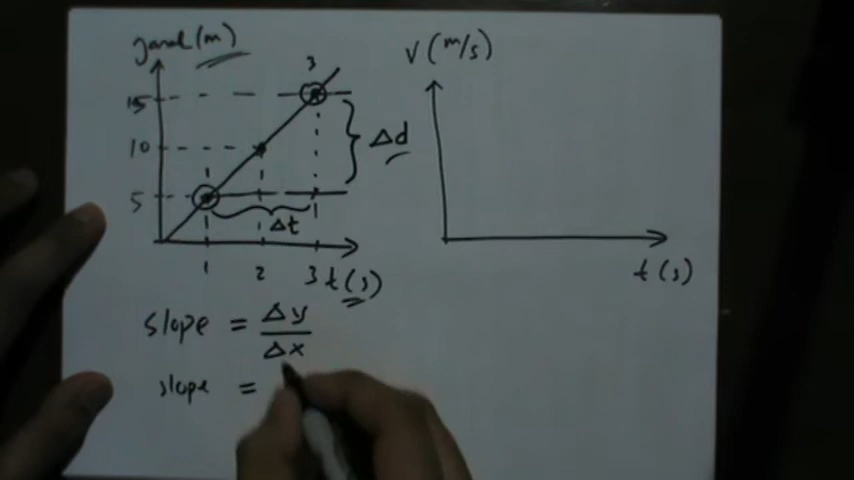 jarak (m)
3
15
10
Δd
5
Δt
1 2 3 t(s)
slope = Δy
Δx
slope =
V (m/s)
t (s)